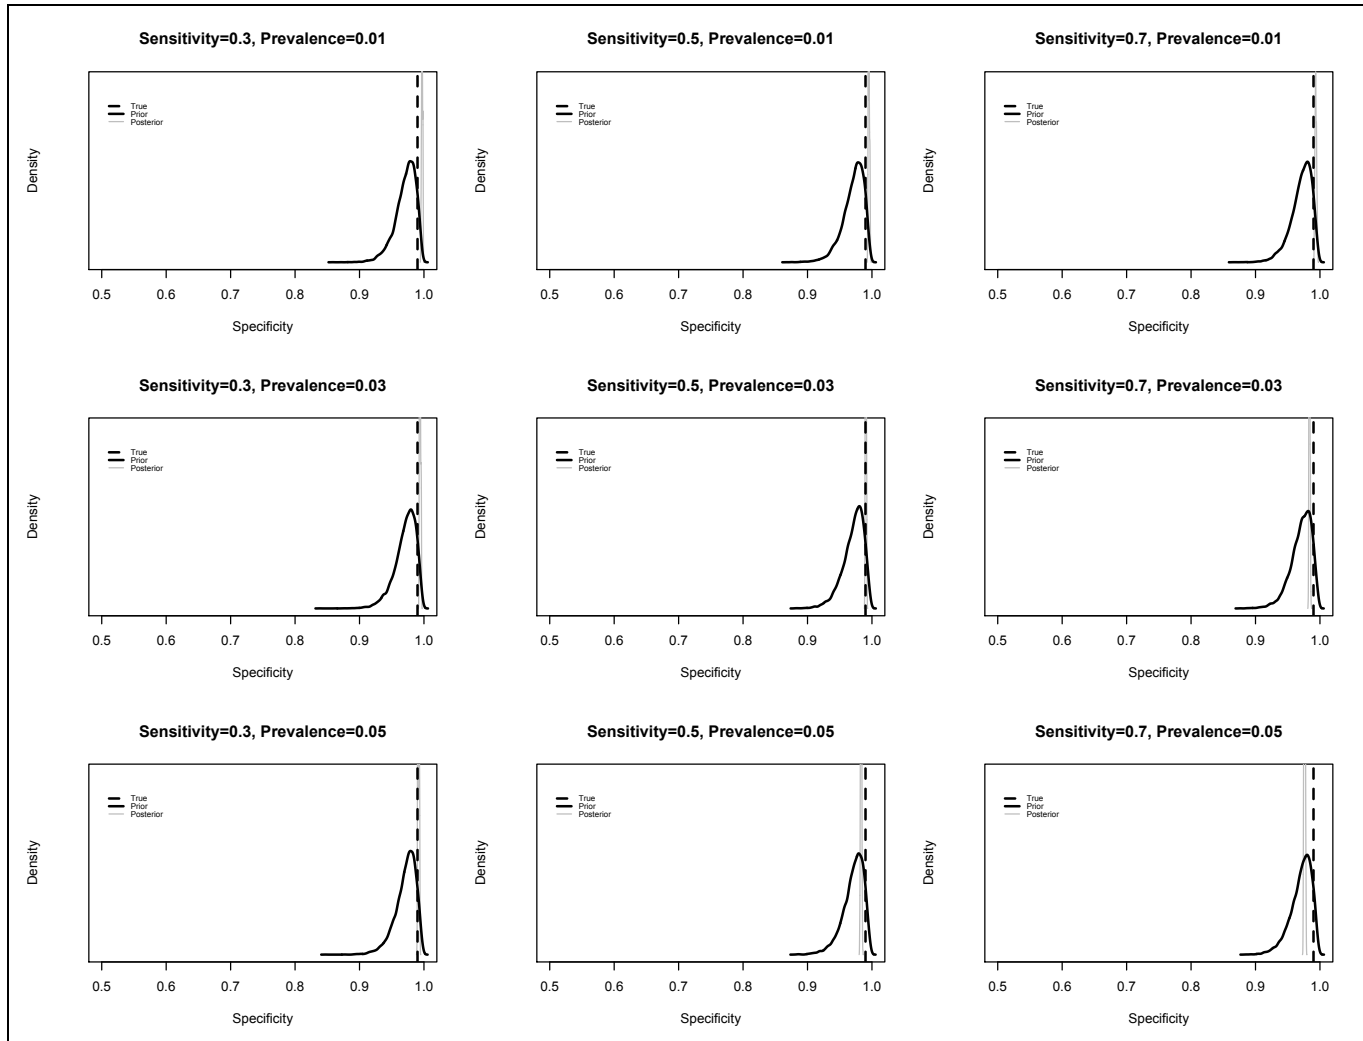 Sensitivity=0.3, Prevalence=0.01
Density
True
Prior
Posterior
0.5 0.6 0.7 0.8 0.9 1.0
Specificity
Sensitivity=0.5, Prevalence=0.01
Density
True
Prior
Posterior
0.5 0.6 0.7 0.8 0.9 1.0
Specificity
Sensitivity=0.7, Prevalence=0.01
Density
True
Prior
Posterior
0.5 0.6 0.7 0.8 0.9 1.0
Specificity
Sensitivity=0.3, Prevalence=0.03
Density
True
Prior
Posterior
0.5 0.6 0.7 0.8 0.9 1.0
Specificity
Sensitivity=0.5, Prevalence=0.03
Density
True
Prior
Posterior
0.5 0.6 0.7 0.8 0.9 1.0
Specificity
Sensitivity=0.7, Prevalence=0.03
Density
True
Prior
Posterior
0.5 0.6 0.7 0.8 0.9 1.0
Specificity
Sensitivity=0.3, Prevalence=0.05
Density
True
Prior
Posterior
0.5 0.6 0.7 0.8 0.9 1.0
Specificity
Sensitivity=0.5, Prevalence=0.05
Density
True
Prior
Posterior
0.5 0.6 0.7 0.8 0.9 1.0
Specificity
Sensitivity=0.7, Prevalence=0.05
Density
True
Prior
Posterior
0.5 0.6 0.7 0.8 0.9 1.0
Specificity